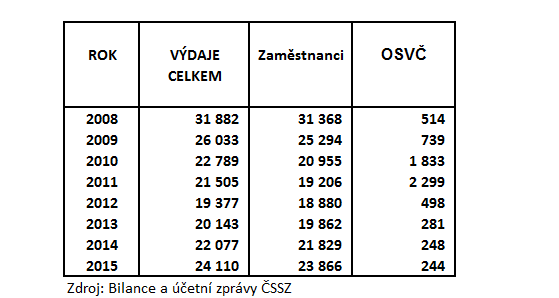 ROK VÝDAJE CELKEM Zaměstnanci OSVČ
2008 31 882 31 368 514
2009 26 033 25 294 739
2010 22 789 20 955 1 833
2011 21 505 19 206 2 299
2012 19 377 18 880 498
2013 20 143 19 862 281
2014 22 077 21 829 248
2015 24 110 23 866 244
Zdroj: Bilance a účetní zprávy ČSSZ